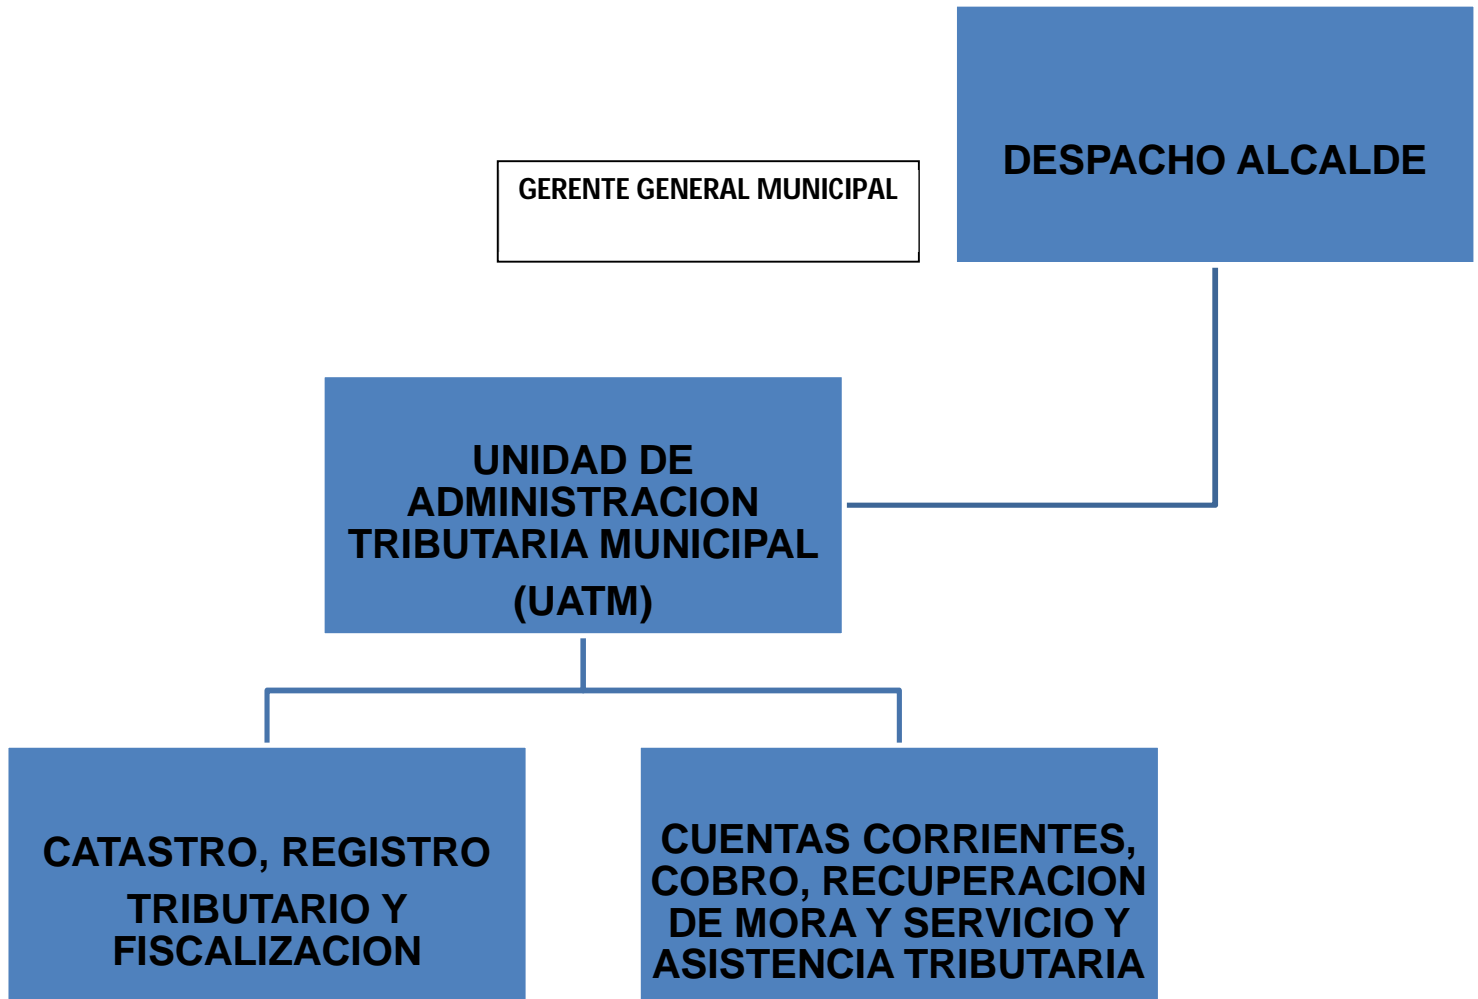 DESPACHO ALCALDE
GERENTE GENERAL MUNICIPAL
UNIDAD DE
ADMINISTRACION
TRIBUTARIA MUNICIPAL
(UATM)
CATASTRO, REGISTRO
TRIBUTARIO Y
FISCALIZACION
CUENTAS CORRIENTES,
COBRO, RECUPERACION
DE MORA Y SERVICIO Y
ASISTENCIA TRIBUTARIA